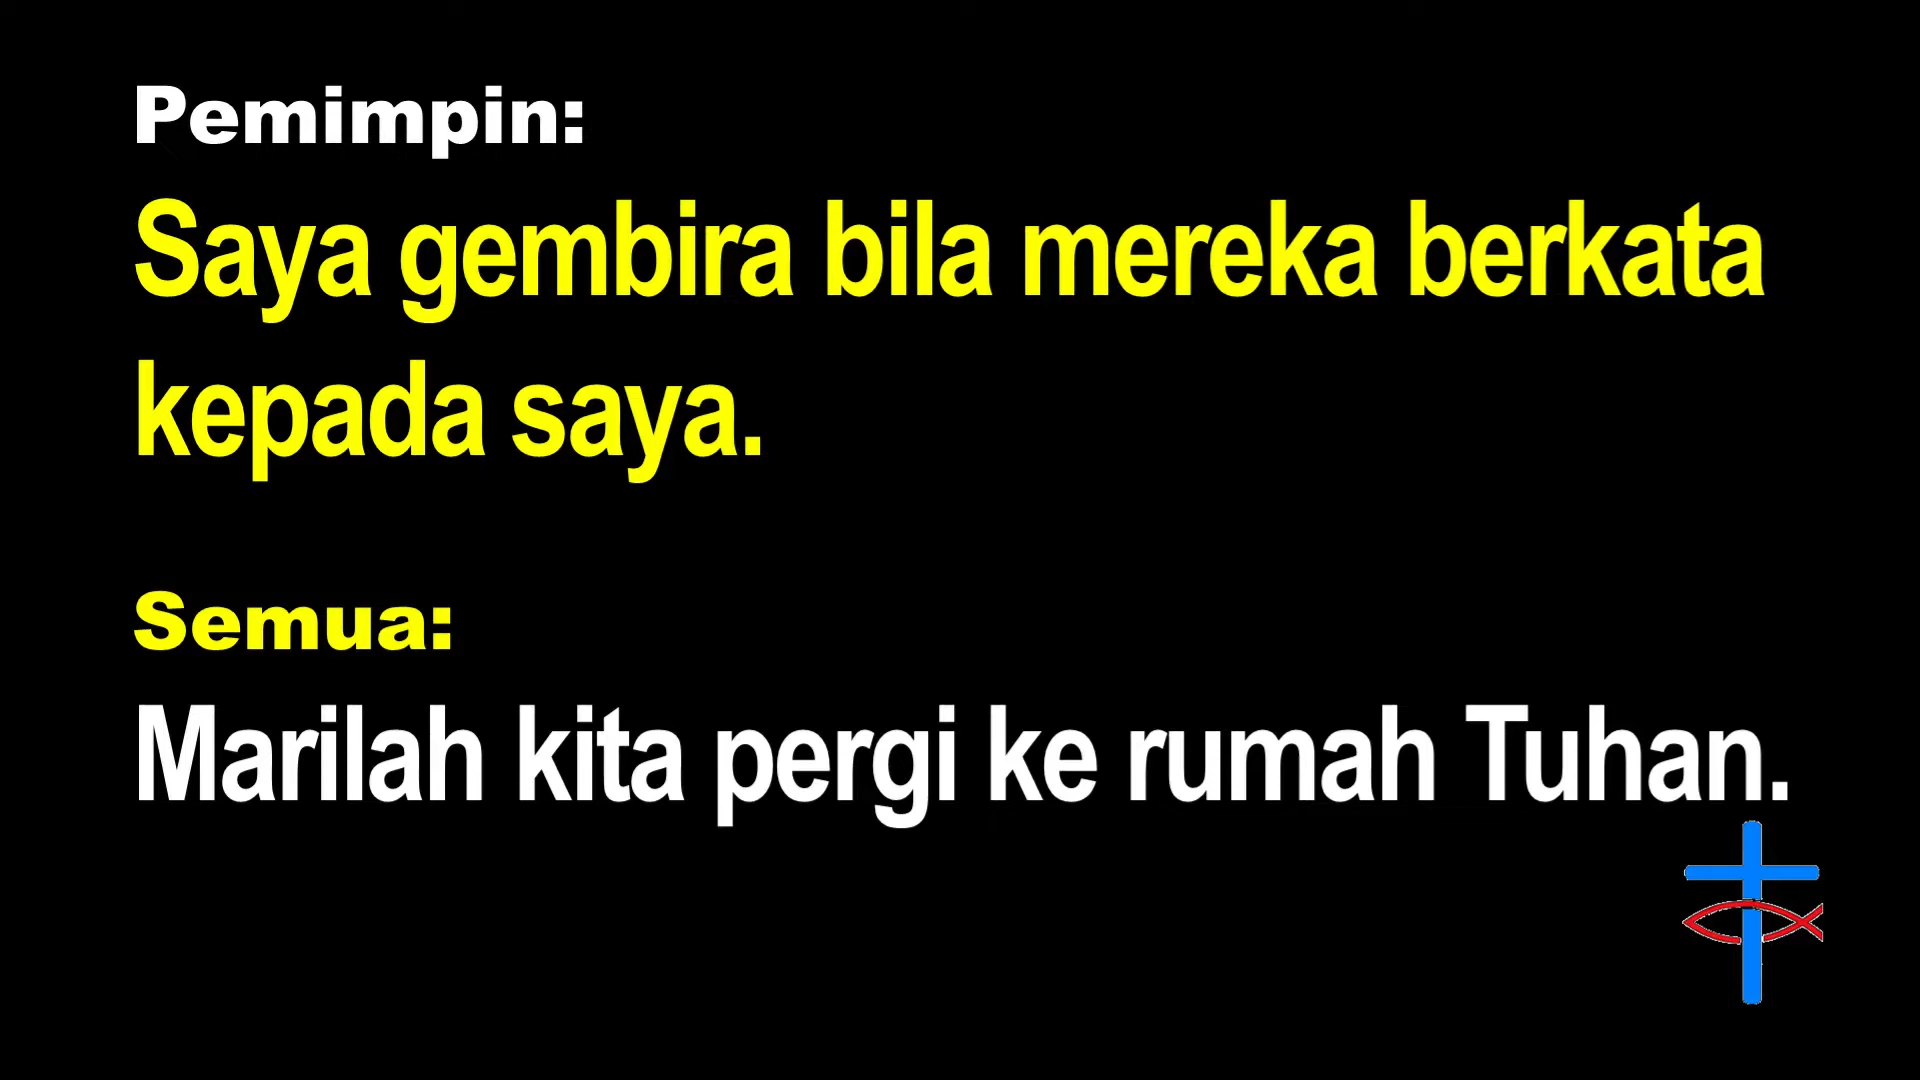 Pemimpin:
Saya gembira bila mereka berkata
kepada saya.
Semua:
Marilah kita pergi ke rumah Tuhan.